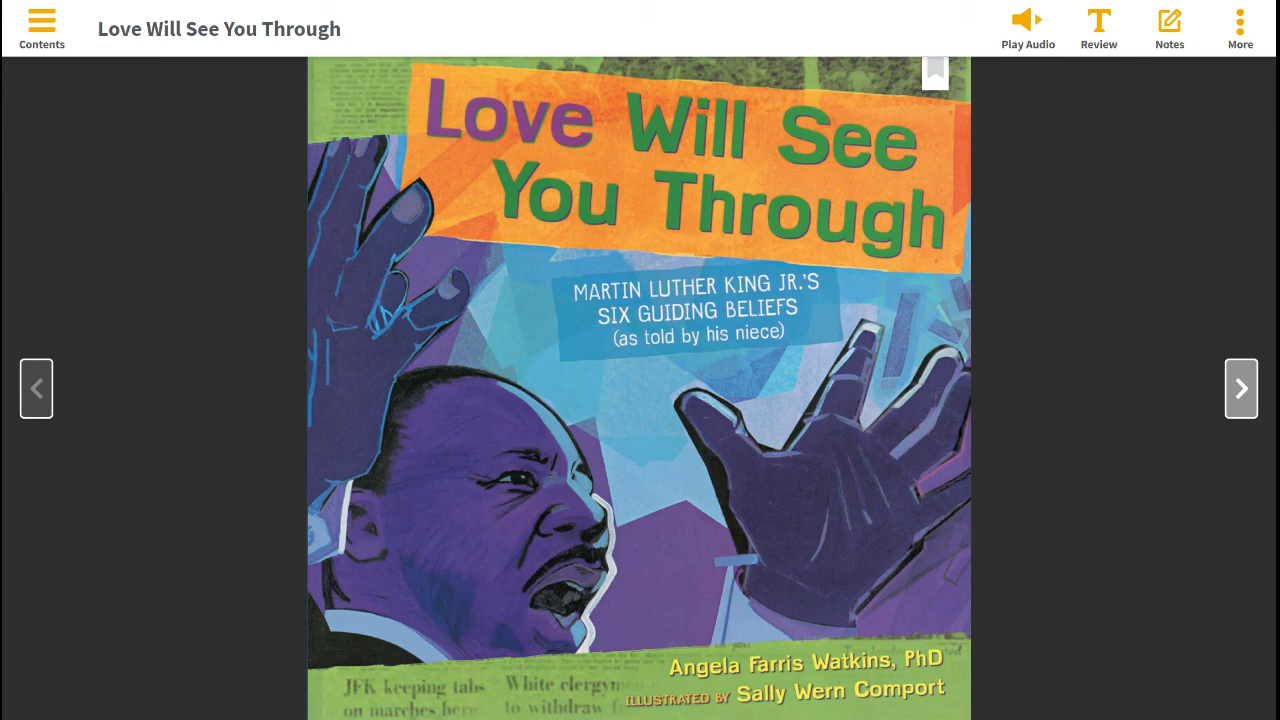 Contents
Love Will See You Through
Play Audio
Review
Notes
More
Love Will See
You Through
MARTIN LUTHER KING JR.'S
SIX GUIDING BELIEFS
(as told by his niece)
Angela Farris Watkins, PhD
ILLUSTRATED BY Sally Wern Comport
JFK keeping tabs
on marches here
White clergymen
to withdraw